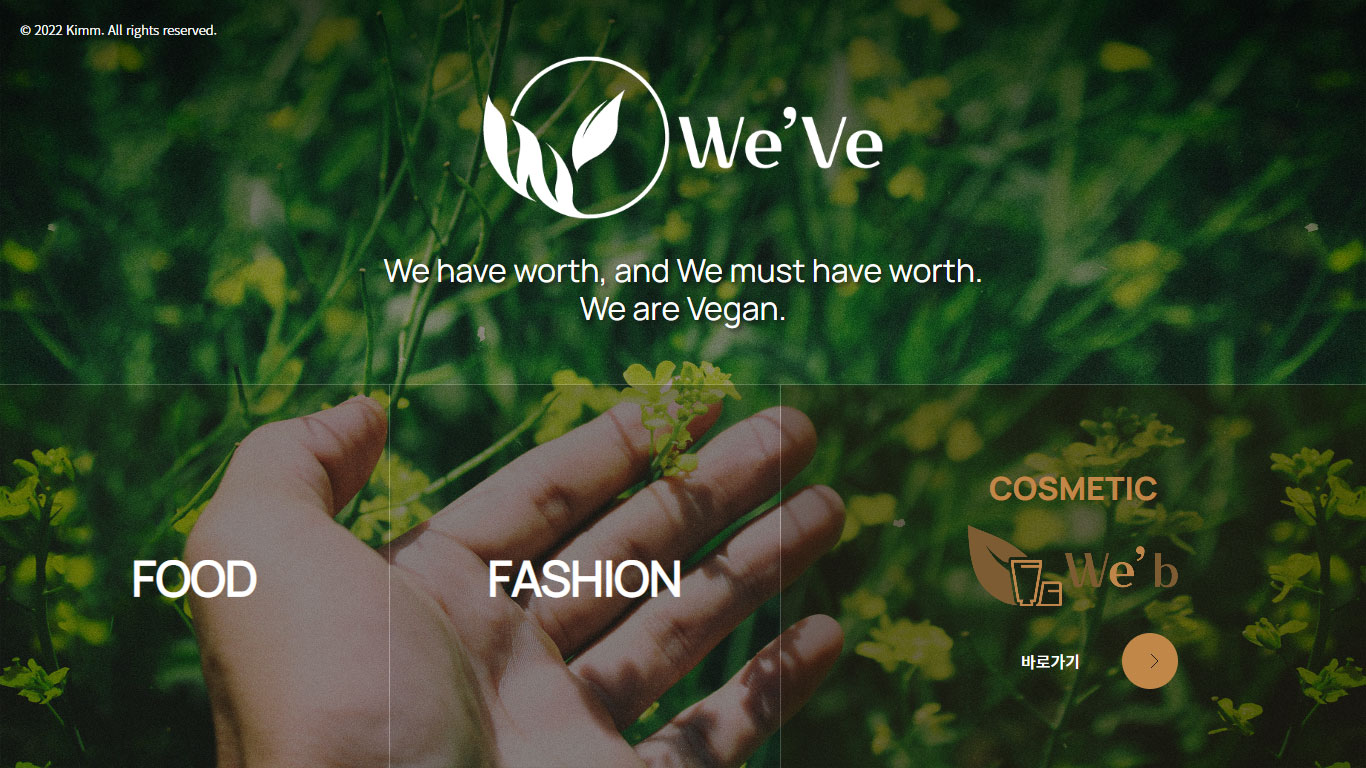 © 2022 Kimm. All rights reserved.
We’Ve
We have worth, and We must have worth.
We are Vegan.
FOOD
FASHION
COSMETIC
We’b
바로가기